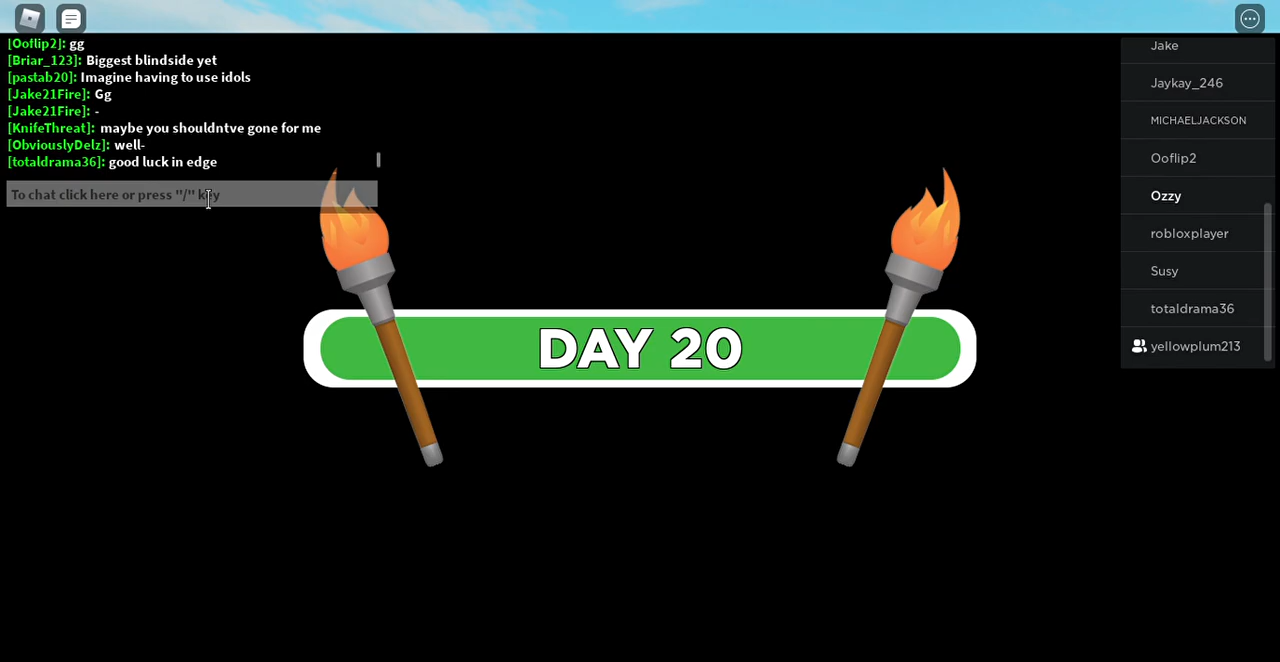 [Ooflip2]: gg
[Briar_123]: Biggest blindside yet
[pastab20]: Imagine having to use idols
[Jake21Fire]: Gg
[Jake21Fire]: -
[KnifeThreat]: maybe you shouldntve gone for me
[ObviouslyDelz]: well-
[totaldrama36]: good luck in edge
To chat click here or press "/" key
DAY 20
Jake
Jaykay_246
MICHAELJACKSON
Ooflip2
Ozzy
robloxplayer
Susy
totaldrama36
yellowplum213